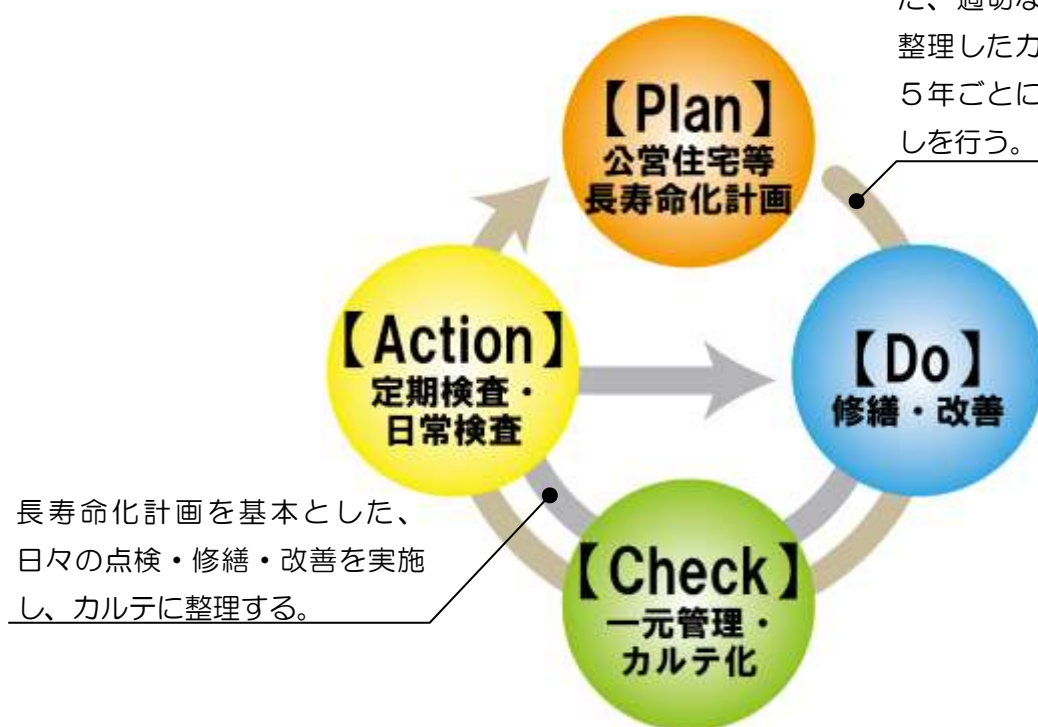 た、適切な
整理したカ
５年ごとに
しを行う。
【Plan】
公営住宅等
長寿命化計画
【Action】
定期検査・
日常検査
【Do】
修繕・改善
長寿命化計画を基本とした、
日々の点検・修繕・改善を実施
し、カルテに整理する。
【Check】
一元管理・
カルテ化